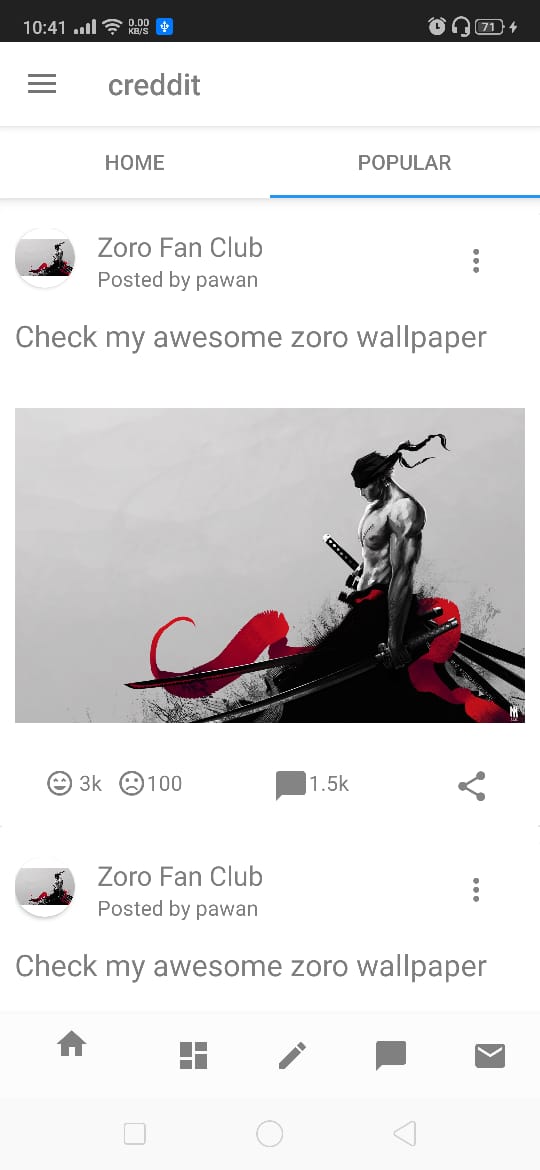 10:41 0.00 KB/S 71
creddit
HOME POPULAR
Zoro Fan Club
Posted by pawan
Check my awesome zoro wallpaper
3k 100 1.5k
Zoro Fan Club
Posted by pawan
Check my awesome zoro wallpaper